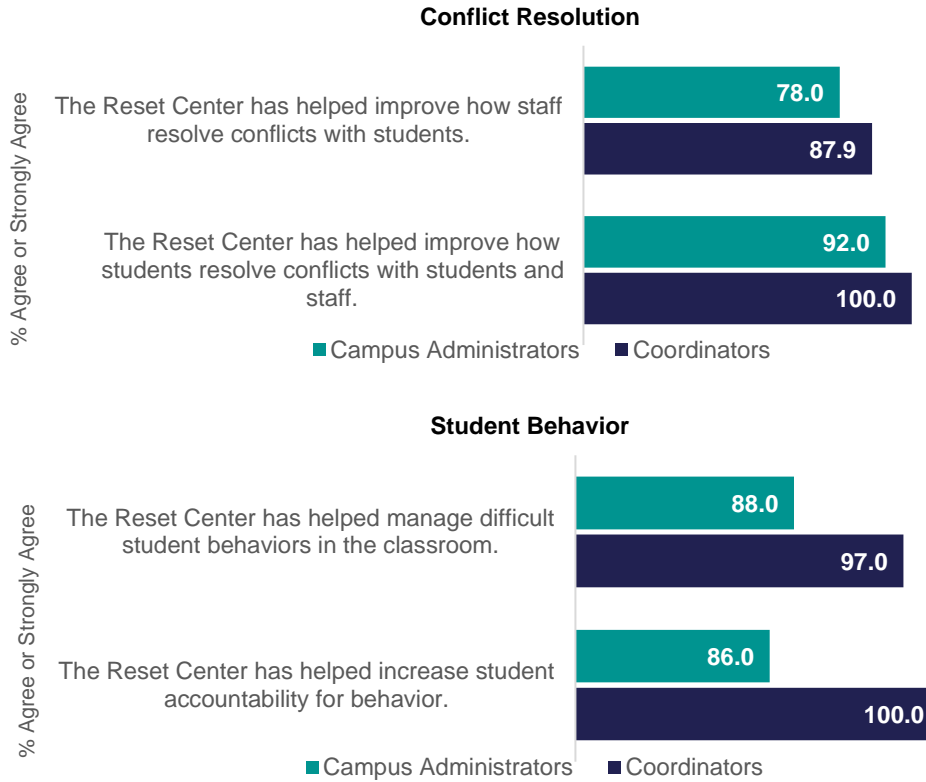 Conflict Resolution
% Agree or Strongly Agree
The Reset Center has helped improve how staff
resolve conflicts with students.
78.0
87.9
The Reset Center has helped improve how
students resolve conflicts with students and
staff.
92.0
100.0
Campus Administrators
Coordinators
Student Behavior
% Agree or Strongly Agree
The Reset Center has helped manage difficult
student behaviors in the classroom.
88.0
97.0
The Reset Center has helped increase student
accountability for behavior.
86.0
100.0
Campus Administrators
Coordinators